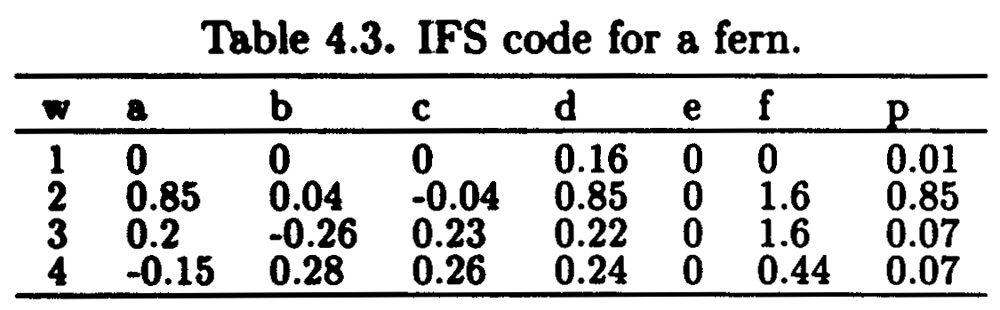 Table 4.3. IFS code for a fern.
w a b c d e f p
1 0 0 0 0.16 0 0 0.01
2 0.85 0.04 -0.04 0.85 0 1.6 0.85
3 0.2 -0.26 0.23 0.22 0 1.6 0.07
4 -0.15 0.28 0.26 0.24 0 0.44 0.07